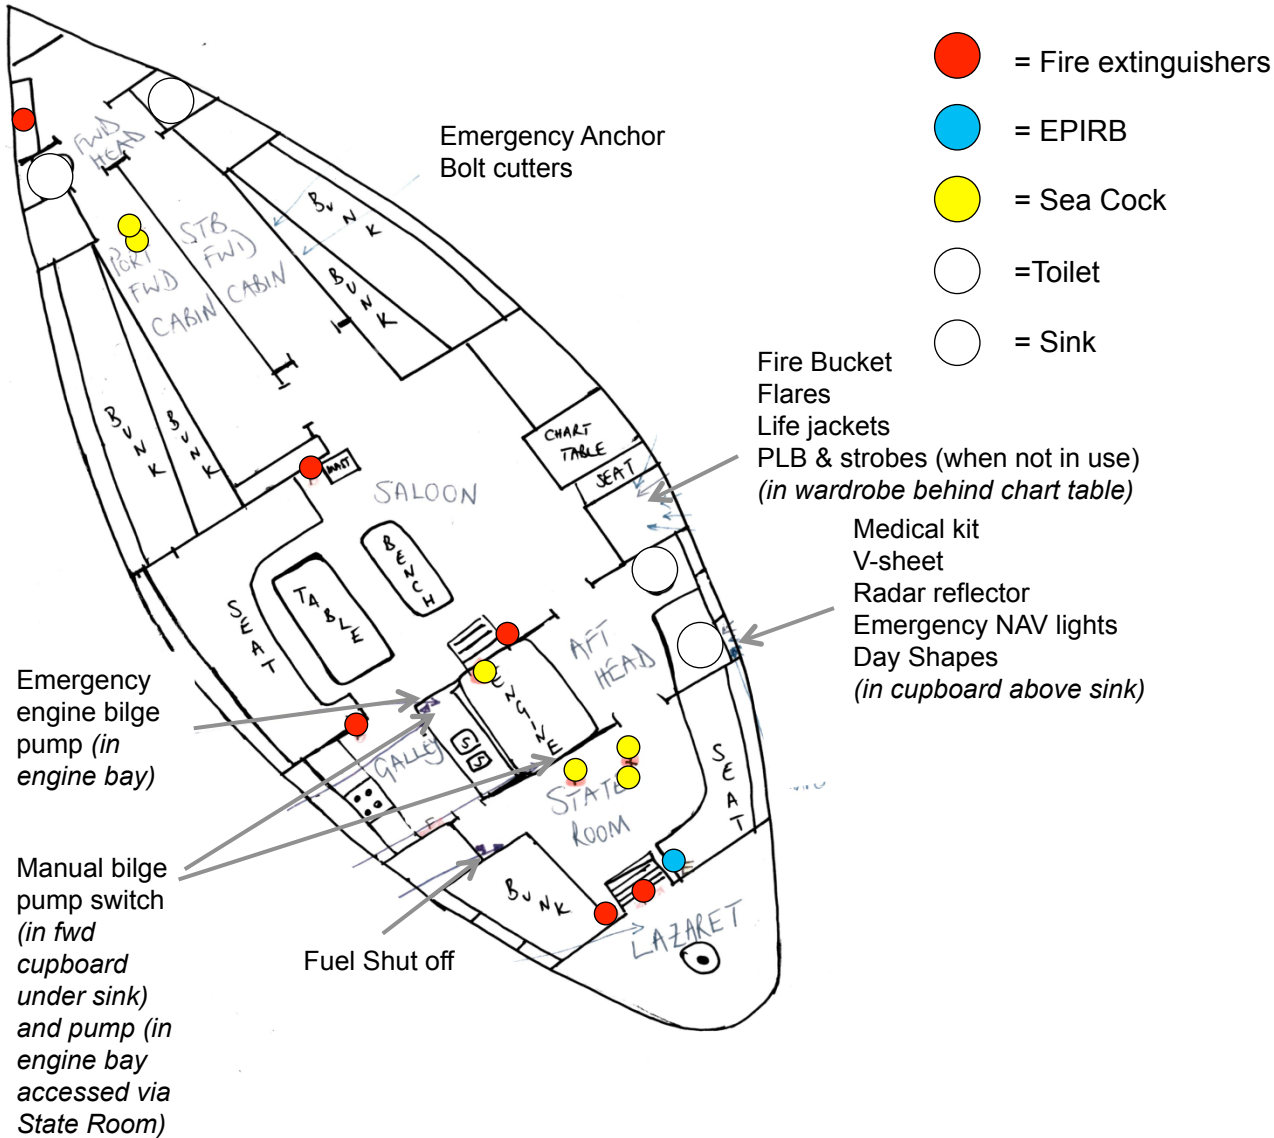 = Fire extinguishers
= EPIRB
= Sea Cock
=Toilet
= Sink
Emergency Anchor
Bolt cutters
FWD
HEAD
BUNK
BUNK
STB
FWD
CABIN
PORT
FWD
CABIN
BUNK
BUNK
Fire Bucket
Flares
Life jackets
PLB & strobes (when not in use)
(in wardrobe behind chart table)
CHART
TABLE
SEAT
MAST
SALOON
Medical kit
V-sheet
Radar reflector
Emergency NAV lights
Day Shapes
(in cupboard above sink)
BENCH
TABLE
SEAT
AFT
HEAD
ENGINE
Emergency
engine bilge
pump (in
engine bay)
GALLEY
S
S
STATE
ROOM
SEAT
F
Manual bilge
pump switch
(in fwd
cupboard
under sink)
and pump (in
engine bay
accessed via
State Room)
BUNK
Fuel Shut off
LAZARET